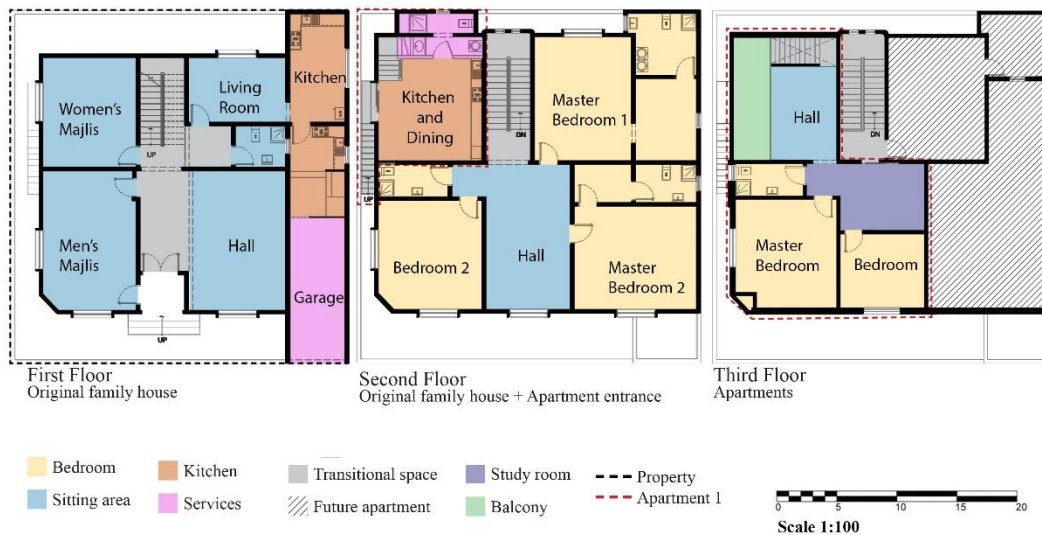 Women's
Majlis
UP
Living
Room
Kitchen
Men's
Majlis
Hall
Garage
UP
First Floor
Original family house
Kitchen
and
Dining
DN
Master
Bedroom 1
UP
Bedroom 2
Hall
Master
Bedroom 2
Second Floor
Original family house + Apartment entrance
Hall
DN
Master
Bedroom
Bedroom
Third Floor
Apartments
Bedroom
Kitchen
Transitional space
Study room
Property
Sitting area
Services
Future apartment
Balcony
Apartment 1
0 5 10 15 20
Scale 1:100